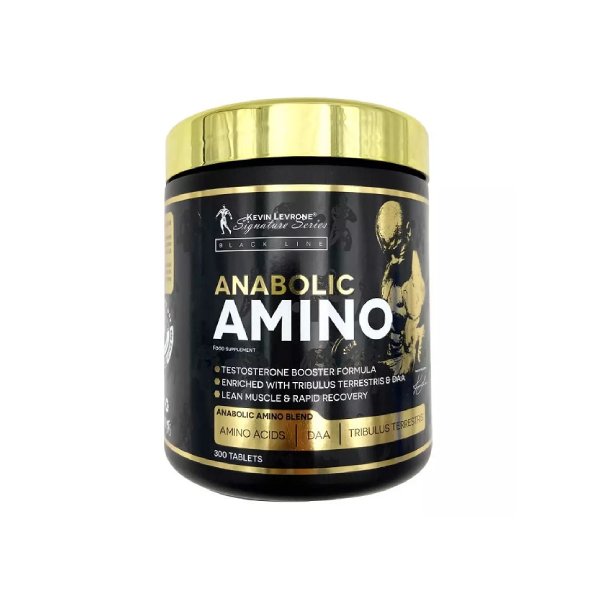 KEVIN LEVRONE®
Signature Series
BLACK LINE
ANABOLIC
AMINO
FOOD SUPPLEMENT
TESTOSTERONE BOOSTER FORMULA
ENRICHED WITH TRIBULUS TERRESTRIS & DAA
LEAN MUSCLE & RAPID RECOVERY
ANABOLIC AMINO BLEND
AMINO ACIDS | DAA | TRIBULUS TERRESTRIS
300 TABLETS